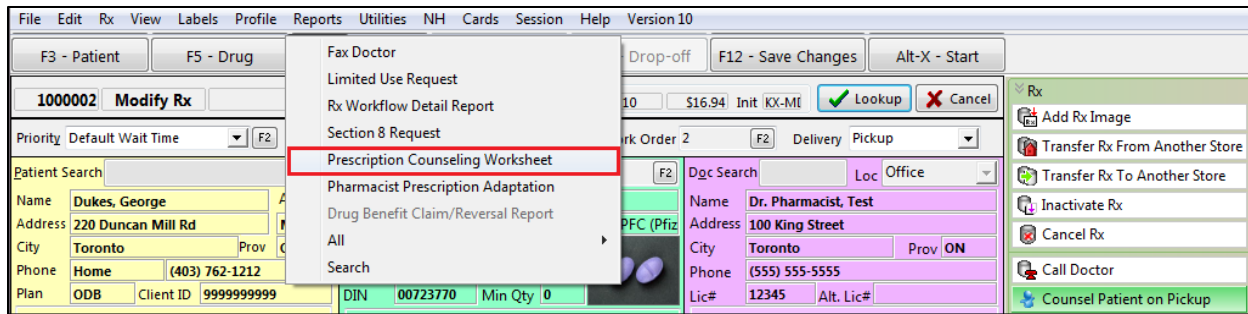 File Edit Rx View Labels Profile Reports Utilities NH Cards Session Help Version 10
F3 - Patient F5 - Drug Drop-off F12 - Save Changes Alt-X - Start
Fax Doctor
Limited Use Request
Rx Workflow Detail Report
Section 8 Request
Prescription Counseling Worksheet
Pharmacist Prescription Adaptation
Drug Benefit Claim/Reversal Report
All
Search
1000002 Modify Rx 10 $16.94 Init Lookup Cancel
Priority Default Wait Time F2 Order 2 F2 Delivery Pickup
Patient Search F2 Doc Search Loc Office
Name Dukes, George Name Dr. Pharmacist, Test
Address 220 Duncan Mill Rd PFC (Pfiz Address 100 King Street
City Toronto Prov City Toronto Prov ON
Phone Home (403) 762-1212 Phone (555) 555-5555
Plan ODB Client ID 9999999999 DIN 00723770 Min Qty 0 Lic# 12345 Alt. Lic#
Rx
Add Rx Image
Transfer Rx From Another Store
Transfer Rx To Another Store
Inactivate Rx
Cancel Rx
Call Doctor
Counsel Patient on Pickup